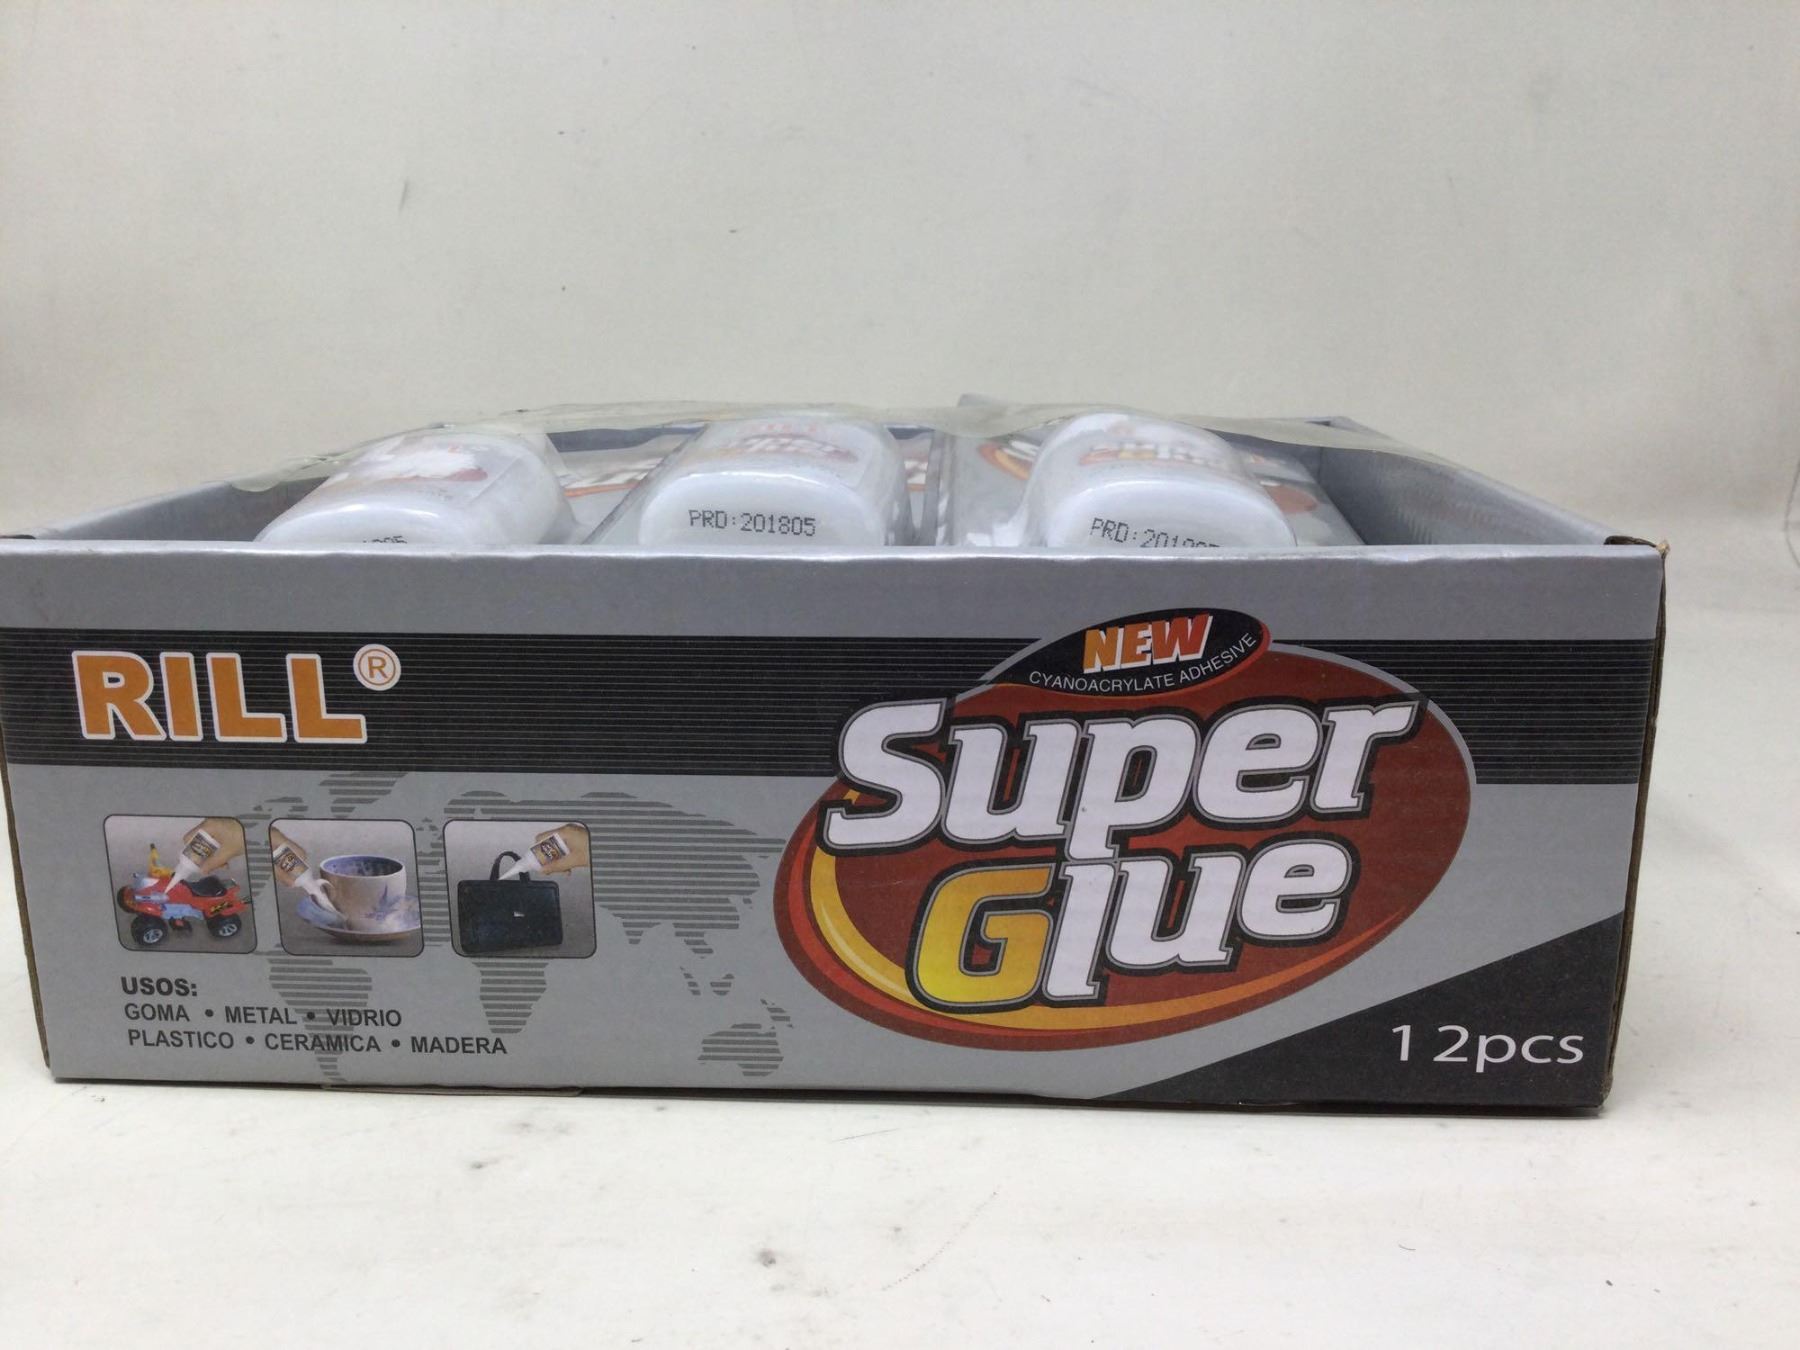 PRD:201805
RILL®
NEW
CYANOACRYLATE ADHESIVE
Super
Glue
USOS:
GOMA • METAL • VIDRIO
PLASTICO • CERAMICA • MADERA
12pcs